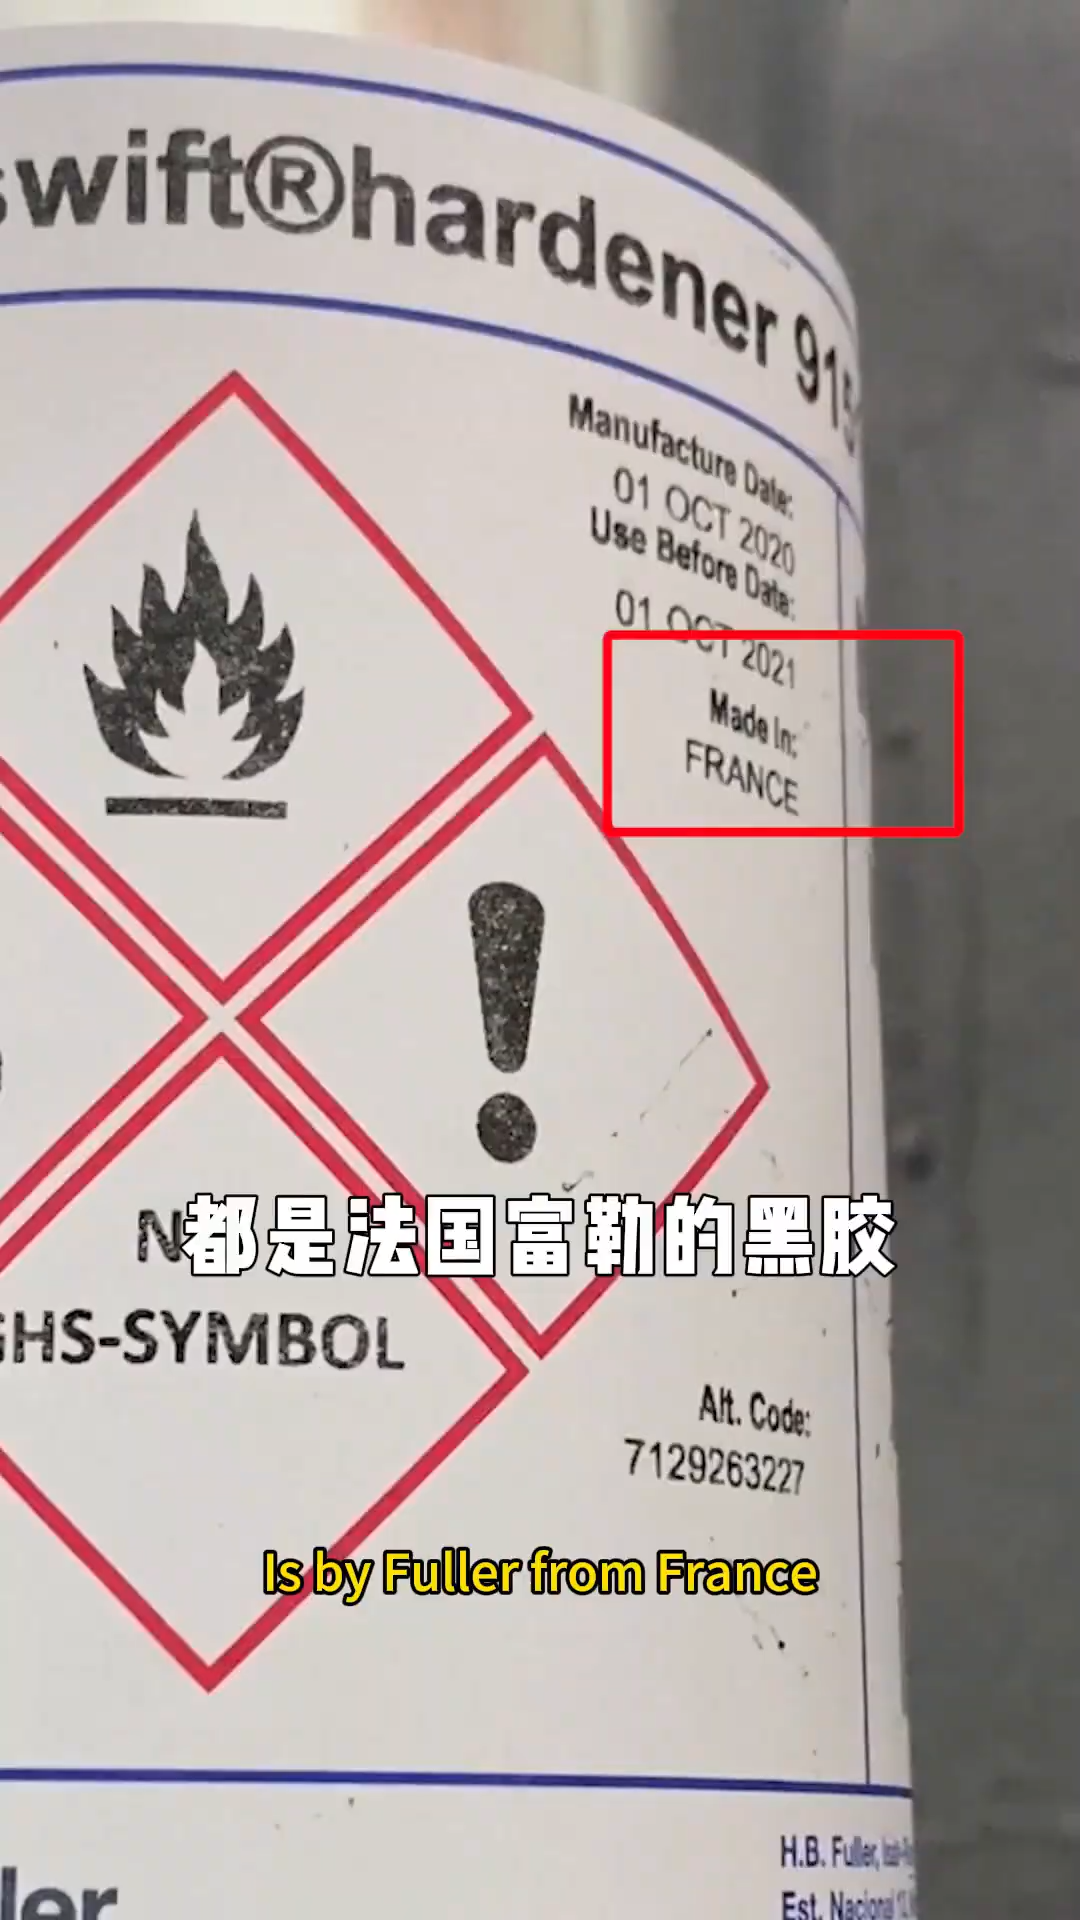 swift®hardener 915
Manufacture Date:
01 OCT 2020
Use Before Date:
01 OCT 2021
Made In:
FRANCE
都是法国富勒的黑胶
GHS-SYMBOL
Alt. Code:
7129263227
Is by Fuller from France
H.B. Fuller,
Est. Nacional